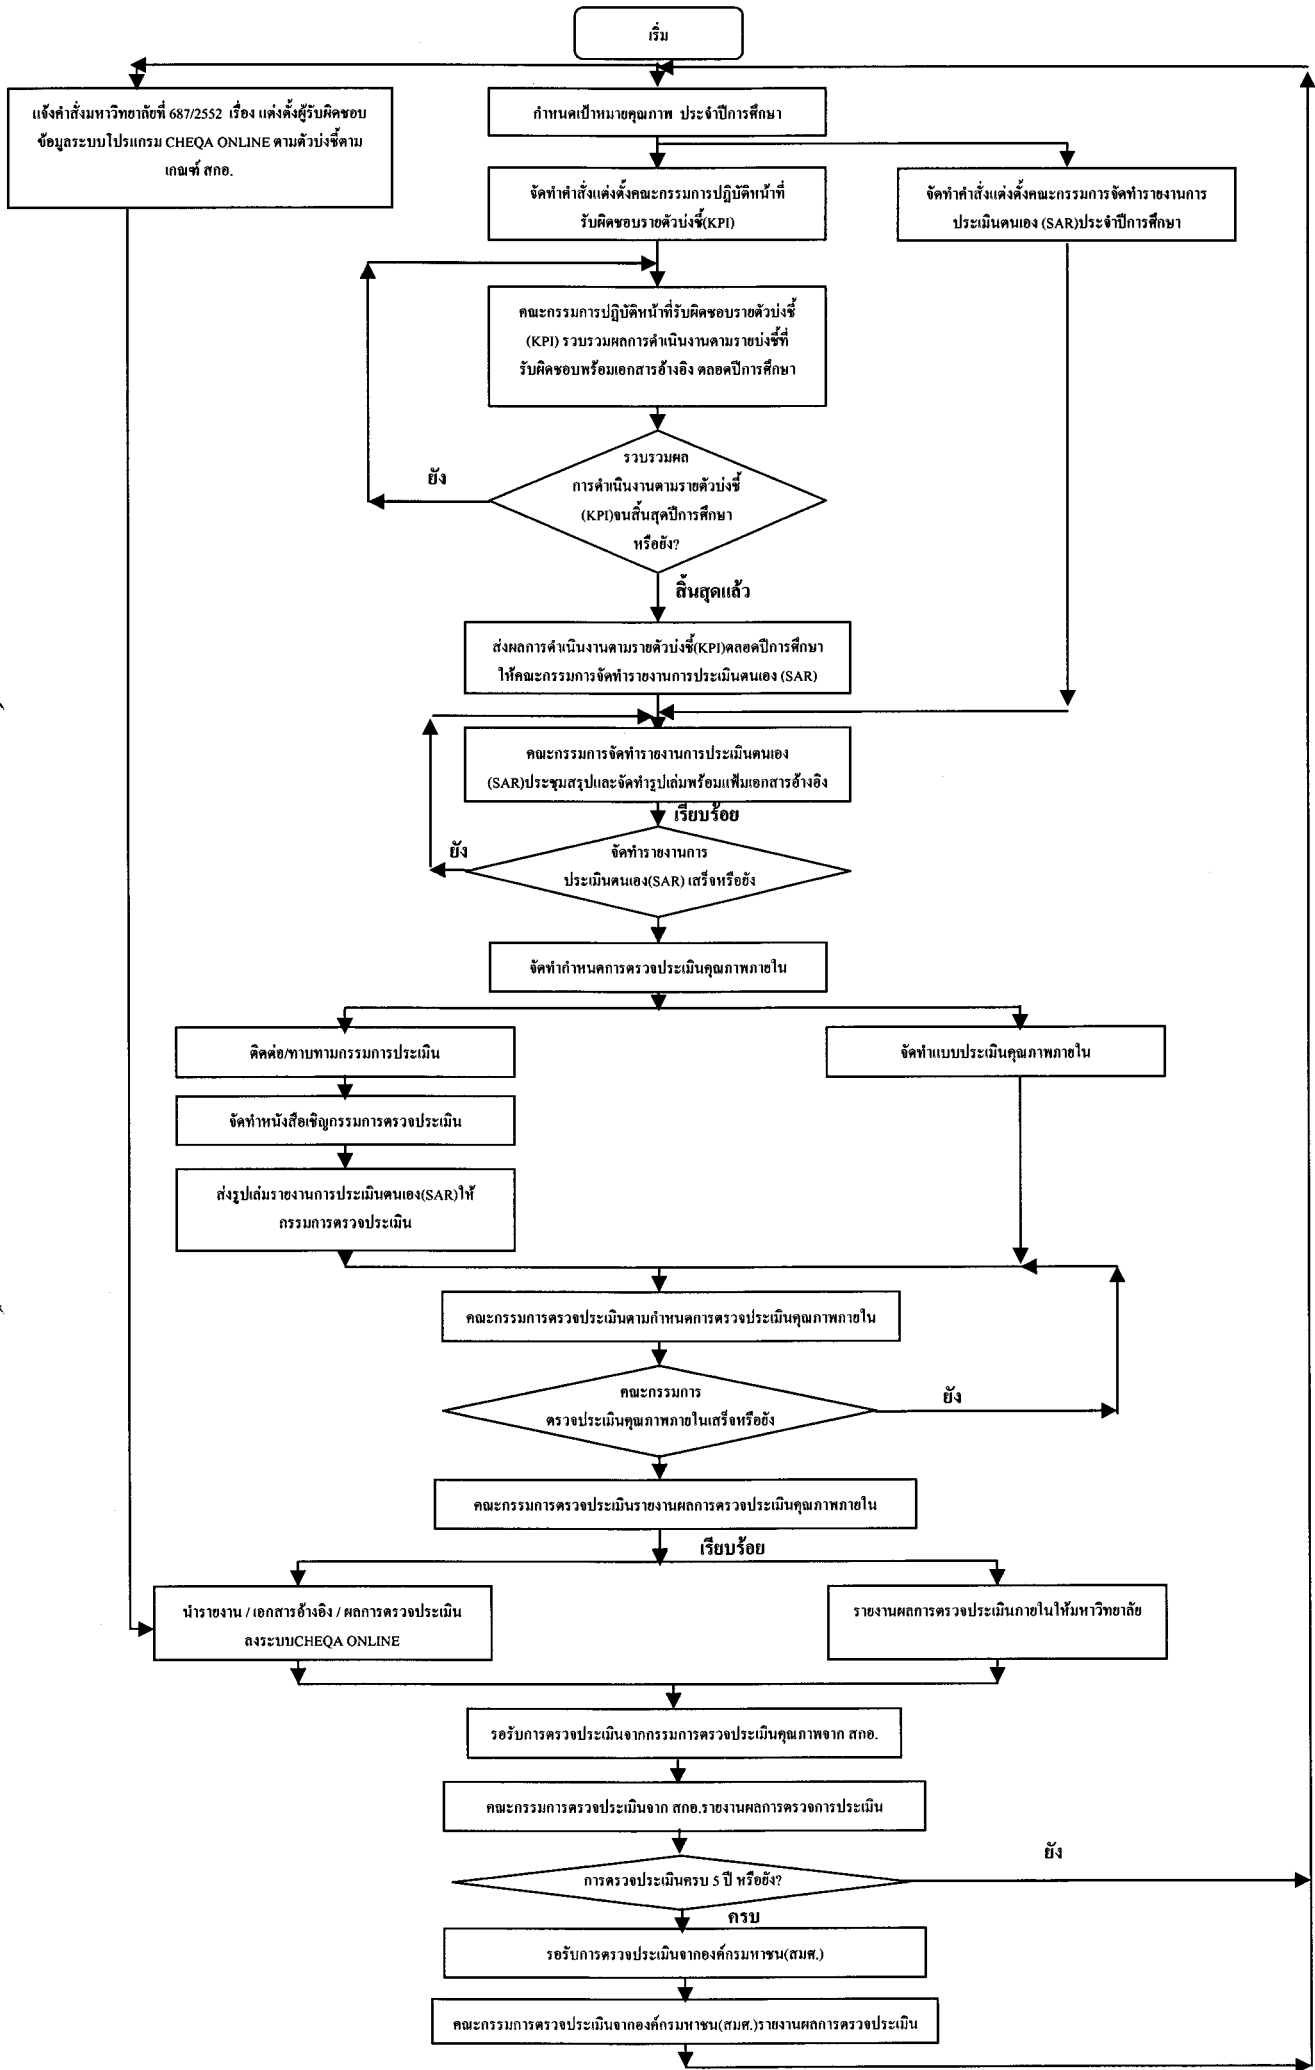 เริ่ม
แจ้งคำสั่งมหาวิทยาลัยที่ 687/2552 เรื่อง แต่งตั้งผู้รับผิดชอบ
ข้อมูลระบบโปรแกรม CHEQA ONLINE ตามตัวบ่งชี้ตาม
เกณฑ์ สกอ.
กำหนดเป้าหมายคุณภาพ ประจำปีการศึกษา
จัดทำคำสั่งแต่งตั้งคณะกรรมการปฏิบัติหน้าที่
รับผิดชอบรายตัวบ่งชี้(KPI)
จัดทำคำสั่งแต่งตั้งคณะกรรมการจัดทำรายงานการ
ประเมินตนเอง (SAR)ประจำปีการศึกษา
คณะกรรมการปฏิบัติหน้าที่รับผิดชอบรายตัวบ่งชี้
(KPI) รวบรวมผลการดำเนินงานตามรายบ่งชี้ที่
รับผิดชอบพร้อมเอกสารอ้างอิง ตลอดปีการศึกษา
รวบรวมผล
การดำเนินงานตามรายตัวบ่งชี้
(KPI)จนสิ้นสุดปีการศึกษา
หรือยัง?
ยัง
สิ้นสุดแล้ว
ส่งผลการดำเนินงานตามรายตัวบ่งชี้(KPI)ตลอดปีการศึกษา
ให้คณะกรรมการจัดทำรายงานการประเมินตนเอง (SAR)
คณะกรรมการจัดทำรายงานการประเมินตนเอง
(SAR)ประชุมสรุปและจัดทำรูปเล่มพร้อมแฟ้มเอกสารอ้างอิง
เรียบร้อย
ยัง
จัดทำรายงานการ
ประเมินตนเอง(SAR) เสร็จหรือยัง
จัดทำกำหนดการตรวจประเมินคุณภาพภายใน
ติดต่อ/ทาบทามกรรมการประเมิน
จัดทำแบบประเมินคุณภาพภายใน
จัดทำหนังสือเชิญกรรมการตรวจประเมิน
ส่งรูปเล่มรายงานการประเมินตนเอง(SAR)ให้
กรรมการตรวจประเมิน
คณะกรรมการตรวจประเมินตามกำหนดการตรวจประเมินคุณภาพภายใน
คณะกรรมการ
ตรวจประเมินคุณภาพภายในเสร็จหรือยัง
ยัง
คณะกรรมการตรวจประเมินรายงานผลการตรวจประเมินคุณภาพภายใน
เรียบร้อย
นำรายงาน / เอกสารอ้างอิง / ผลการตรวจประเมิน
ลงระบบCHEQA ONLINE
รายงานผลการตรวจประเมินภายในให้มหาวิทยาลัย
รอรับการตรวจประเมินจากกรรมการตรวจประเมินคุณภาพจาก สกอ.
คณะกรรมการตรวจประเมินจาก สกอ.รายงานผลการตรวจการประเมิน
การตรวจประเมินครบ 5 ปี หรือยัง?
ยัง
ครบ
รอรับการตรวจประเมินจากองค์กรมหาชน(สมศ.)
คณะกรรมการตรวจประเมินจากองค์กรมหาชน(สมศ.)รายงานผลการตรวจประเมิน